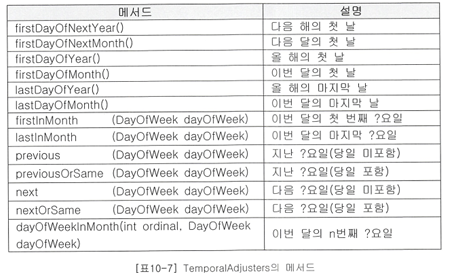 메서드 설명
firstDayOfNextYear() 다음 해의 첫 날
firstDayOfNextMonth() 다음 달의 첫 날
firstDayOfYear() 올 해의 첫 날
firstDayOfMonth() 이번 달의 첫 날
lastDayOfYear() 올 해의 마지막 날
lastDayOfMonth() 이번 달의 마지막 날
firstInMonth (DayOfWeek dayOfWeek) 이번 달의 첫 번째 ?요일
lastInMonth (DayOfWeek dayOfWeek) 이번 달의 마지막 ?요일
previous (DayOfWeek dayOfWeek) 지난 ?요일(당일 미포함)
previousOrSame (DayOfWeek dayOfWeek) 지난 ?요일(당일 포함)
next (DayOfWeek dayOfWeek) 다음 ?요일(당일 미포함)
nextOrSame (DayOfWeek dayOfWeek) 다음 ?요일(당일 포함)
dayOfWeekInMonth(int ordinal, DayOfWeek
dayOfWeek) 이번 달의 n번째 ?요일
[표10-7] TemporalAdjusters의 메서드